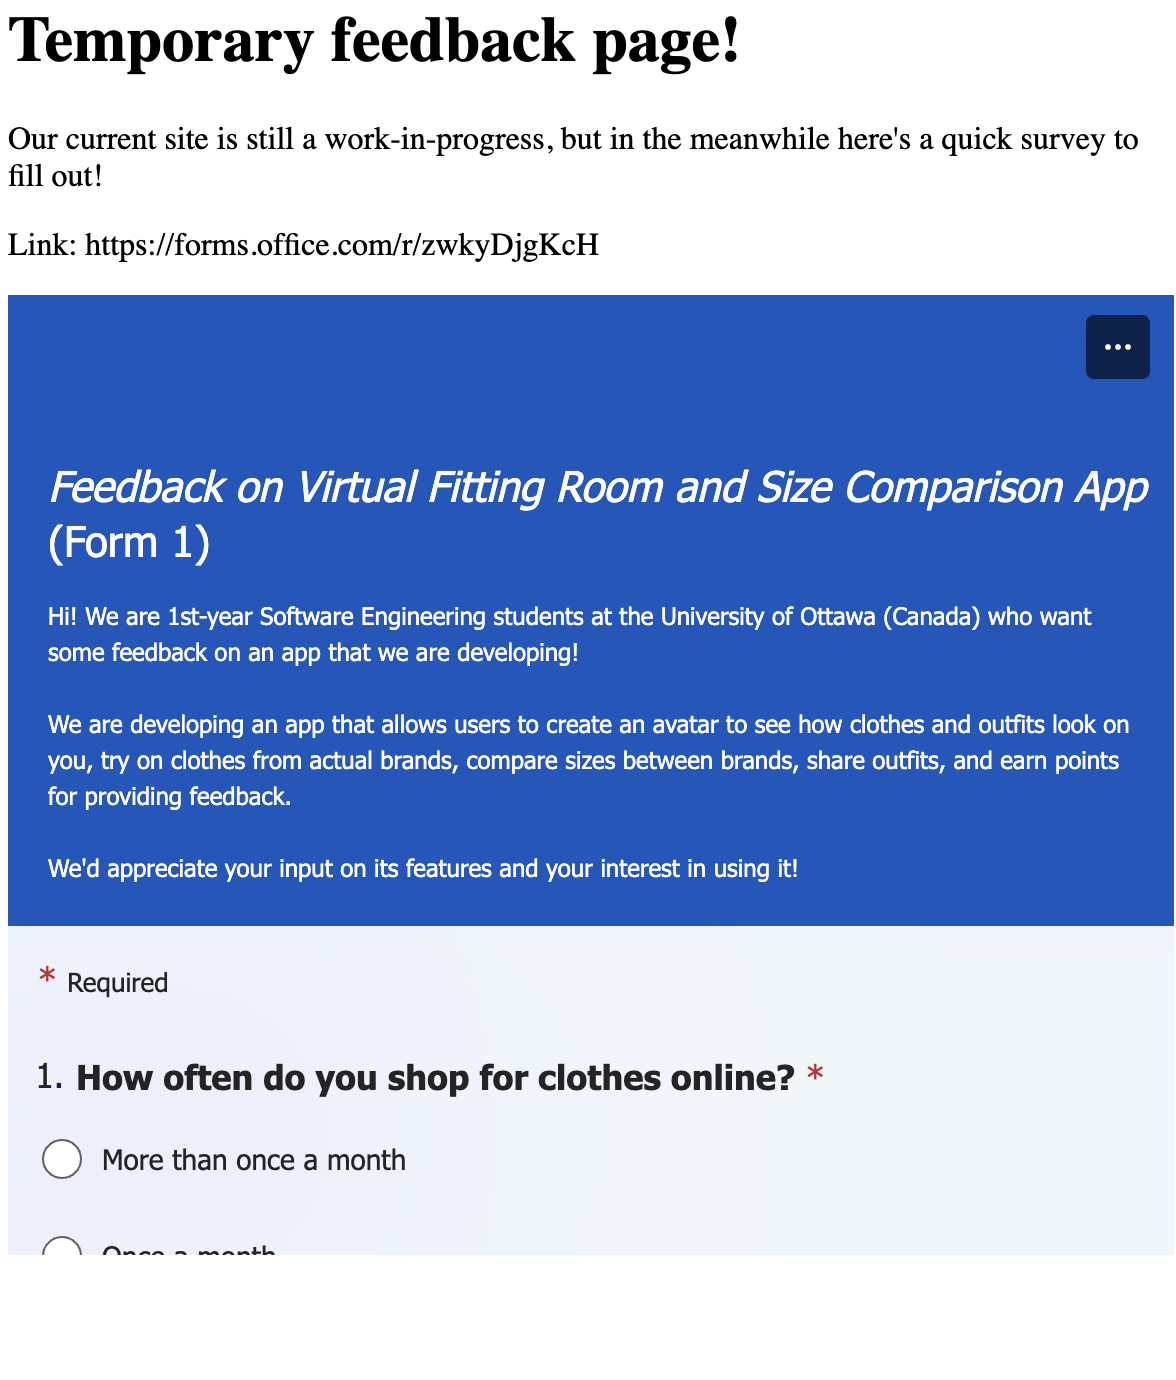 Temporary feedback page!
Our current site is still a work-in-progress, but in the meanwhile here's a quick survey to
fill out!
Link: https://forms.office.com/r/zwkyDjgKcH
Feedback on Virtual Fitting Room and Size Comparison App
(Form 1)
Hi! We are 1st-year Software Engineering students at the University of Ottawa (Canada) who want
some feedback on an app that we are developing!
We are developing an app that allows users to create an avatar to see how clothes and outfits look on
you, try on clothes from actual brands, compare sizes between brands, share outfits, and earn points
for providing feedback.
We'd appreciate your input on its features and your interest in using it!
* Required
1. How often do you shop for clothes online? *
More than once a month
Once a month